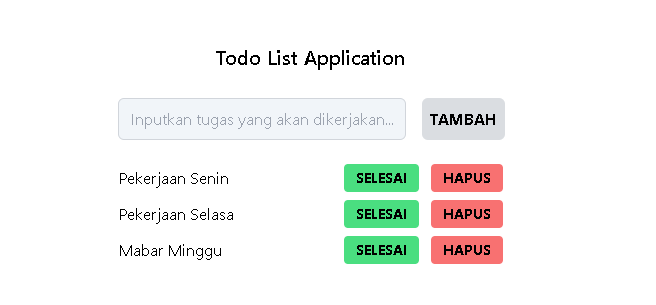 Todo List Application
Inputkan tugas yang akan dikerjakan... TAMBAH
Pekerjaan Senin SELESAI HAPUS
Pekerjaan Selasa SELESAI HAPUS
Mabar Minggu SELESAI HAPUS